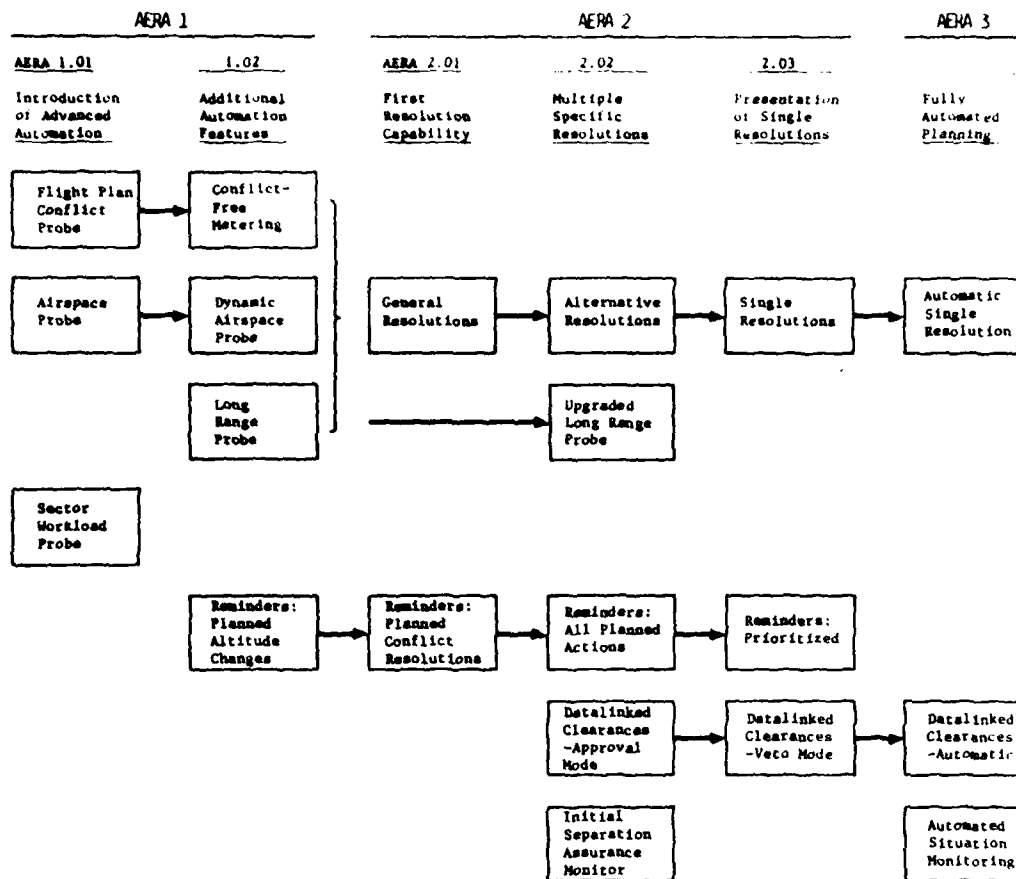 AERA 1
AERA 2
AERA 3
AERA 1.01
1.02
AERA 2.01
2.02
2.03
Introduction
of Advanced
Automation
Additional
Automation
Features
First
Resolution
Capability
Multiple
Specific
Resolutions
Presentation
of Single
Resolutions
Fully
Automated
Planning
Flight Plan
Conflict
Probe
Conflict-
Free
Metering
Airspace
Probe
Dynamic
Airspace
Probe
General
Resolutions
Alternative
Resolutions
Single
Resolutions
Automatic
Single
Resolution
Long
Range
Probe
Upgraded
Long Range
Probe
Sector
Workload
Probe
Reminders:
Planned
Altitude
Changes
Reminders:
Planned
Conflict
Resolutions
Reminders:
All Planned
Actions
Reminders:
Prioritized
Datalinked
Clearances
-Approval
Mode
Datalinked
Clearances
-Veto Mode
Datalinked
Clearances
-Automatic
Initial
Separation
Assurance
Monitor
Automated
Situation
Monitoring